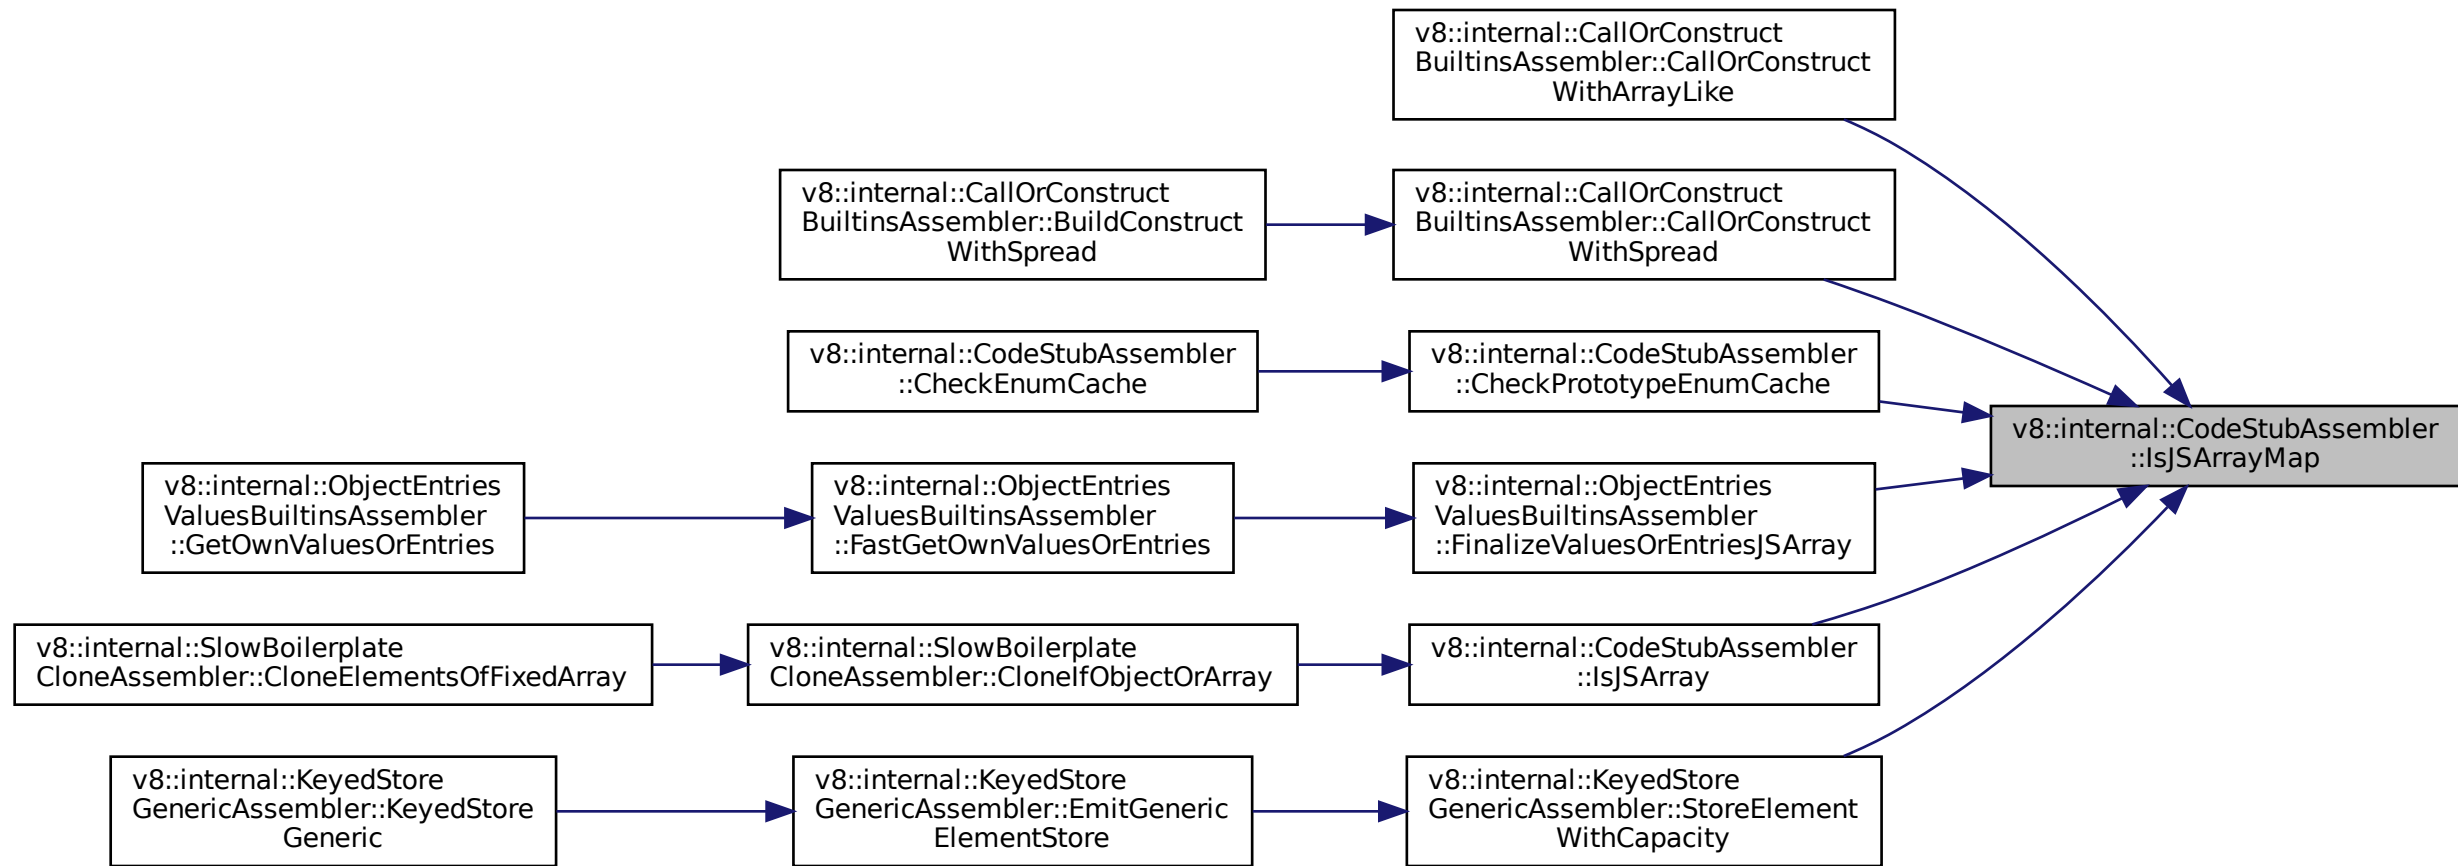 v8::internal::CallOrConstruct
BuiltinsAssembler::CallOrConstruct
WithArrayLike
v8::internal::CallOrConstruct
BuiltinsAssembler::BuildConstruct
WithSpread
v8::internal::CallOrConstruct
BuiltinsAssembler::CallOrConstruct
WithSpread
v8::internal::CodeStubAssembler
::CheckEnumCache
v8::internal::CodeStubAssembler
::CheckPrototypeEnumCache
v8::internal::CodeStubAssembler
::IsJSArrayMap
v8::internal::ObjectEntries
ValuesBuiltinsAssembler
::GetOwnValuesOrEntries
v8::internal::ObjectEntries
ValuesBuiltinsAssembler
::FastGetOwnValuesOrEntries
v8::internal::ObjectEntries
ValuesBuiltinsAssembler
::FinalizeValuesOrEntriesJSArray
v8::internal::SlowBoilerplate
CloneAssembler::CloneElementsOfFixedArray
v8::internal::SlowBoilerplate
CloneAssembler::CloneIfObjectOrArray
v8::internal::CodeStubAssembler
::IsJSArray
v8::internal::KeyedStore
GenericAssembler::KeyedStore
Generic
v8::internal::KeyedStore
GenericAssembler::EmitGeneric
ElementStore
v8::internal::KeyedStore
GenericAssembler::StoreElement
WithCapacity